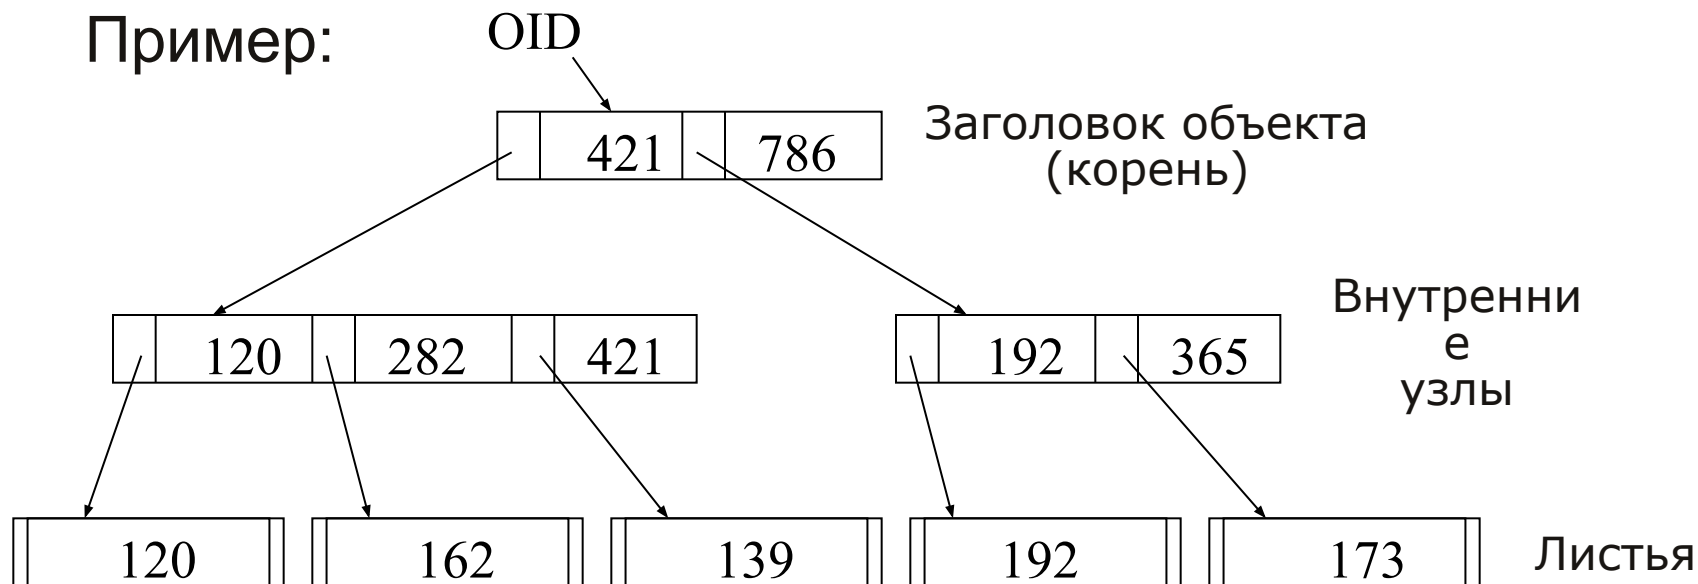 Пример:
OID
421 786
Заголовок объекта
(корень)
120 282 421
192 365
Внутренни
е
узлы
120 162 139 192 173
Листья